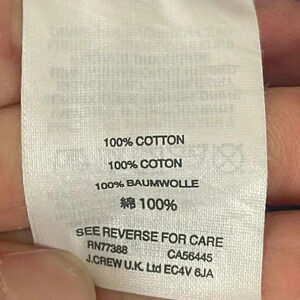 100% COTTON
100% COTON
100% BAUMWOLLE
綿 100%
SEE REVERSE FOR CARE
RN77388 CA56445
J.CREW U.K. Ltd EC4V 6JA